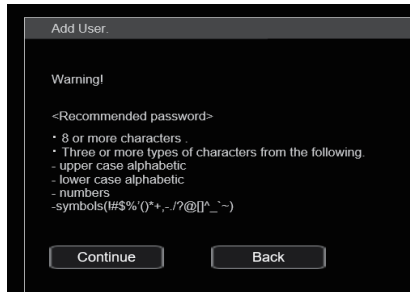 Add User.
Warning!
<Recommended password>
・8 or more characters .
・Three or more types of characters from the following.
- upper case alphabetic
- lower case alphabetic
- numbers
-symbols(!#$%'()*+,-./?@[]^_`~)
Continue
Back